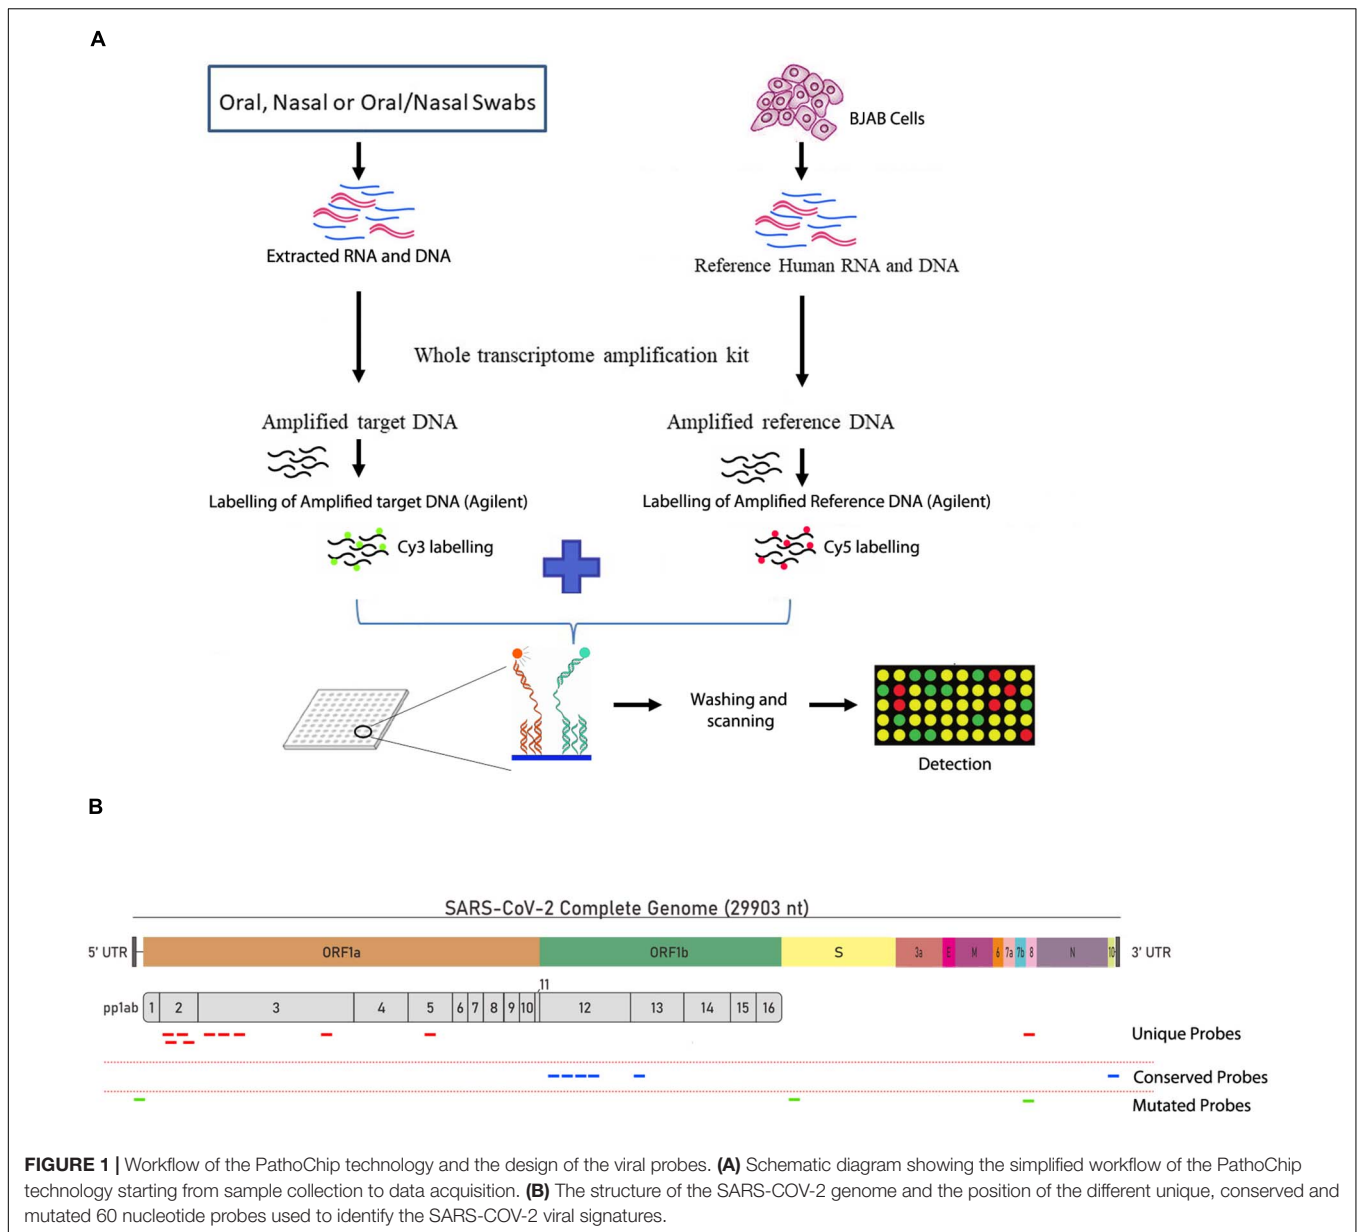 A
Oral, Nasal or Oral/Nasal Swabs
BJAB Cells
Extracted RNA and DNA
Reference Human RNA and DNA
Whole transcriptome amplification kit
Amplified target DNA
Amplified reference DNA
Labelling of Amplified target DNA (Agilent)
Labelling of Amplified Reference DNA (Agilent)
Cy3 labelling
Cy5 labelling
Washing and
scanning
Detection
B
SARS-CoV-2 Complete Genome (29903 nt)
5' UTR ORF1a ORF1b S 3a E M 6 7a 7b 8 N 10 3' UTR
11
pp1ab 1 2 3 4 5 6 7 8 9 10 12 13 14 15 16
Unique Probes
Conserved Probes
Mutated Probes
FIGURE 1 | Workflow of the PathoChip technology and the design of the viral probes. (A) Schematic diagram showing the simplified workflow of the PathoChip
technology starting from sample collection to data acquisition. (B) The structure of the SARS-COV-2 genome and the position of the different unique, conserved and
mutated 60 nucleotide probes used to identify the SARS-COV-2 viral signatures.